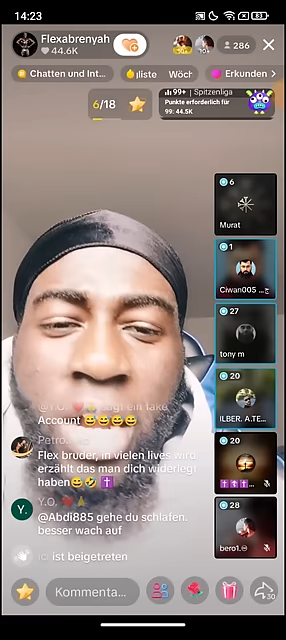 14:23
83
Flexabrenyah
44.6K
286
Chatten und Int...
liste
Wöch
Erkunden
6/18
99+ | Spitzenliga
Punkte erforderlich für
99: 44.5K
6
Murat
1
Ciwan005
27
tony m
20
ILBER. A.TE...
20
28
bero1.
Account 😅😅😅😅
Flex bruder, in vielen lives wird
erzählt das man dich widerlegt
haben😂🤣✝️
Y.O.
@Abdi885 gehe du schlafen.
besser wach auf
ist beigetreten
Kommenta...
30